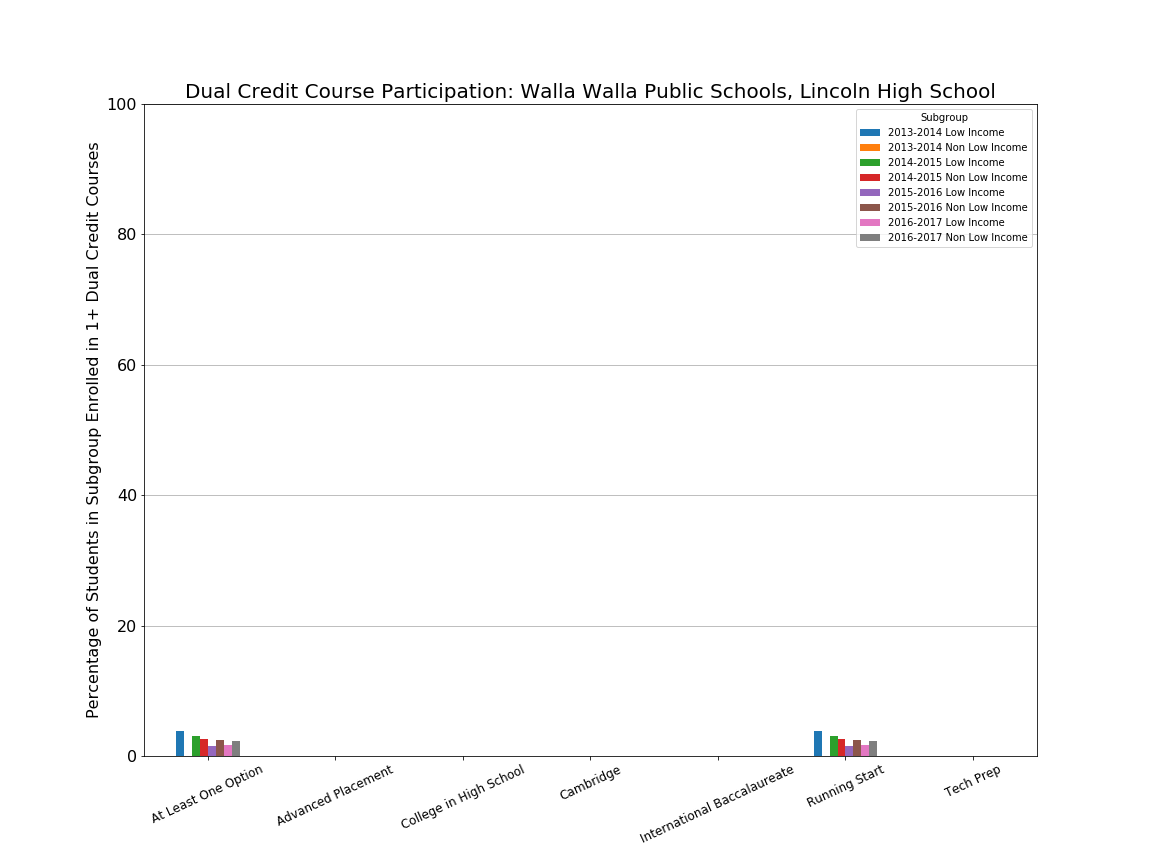 Dual Credit Course Participation: Walla Walla Public Schools, Lincoln High School
Percentage of Students in Subgroup Enrolled in 1+ Dual Credit Courses
100
80
60
40
20
0
Subgroup
2013-2014 Low Income
2013-2014 Non Low Income
2014-2015 Low Income
2014-2015 Non Low Income
2015-2016 Low Income
2015-2016 Non Low Income
2016-2017 Low Income
2016-2017 Non Low Income
At Least One Option
Advanced Placement
College in High School
Cambridge
International Baccalaureate
Running Start
Tech Prep